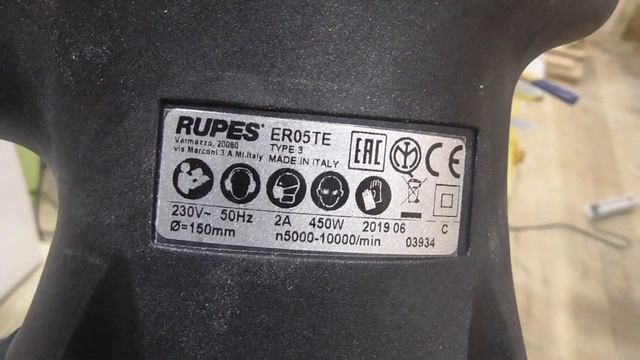 RUPES ER05TE
Vermezzo, 20080 TYPE 3
via Marconi 3 A MI.Italy MADE IN ITALY
EAC
CE
230V~ 50Hz 2A 450W 2019 06 C
Ø=150mm n5000-10000/min 03934